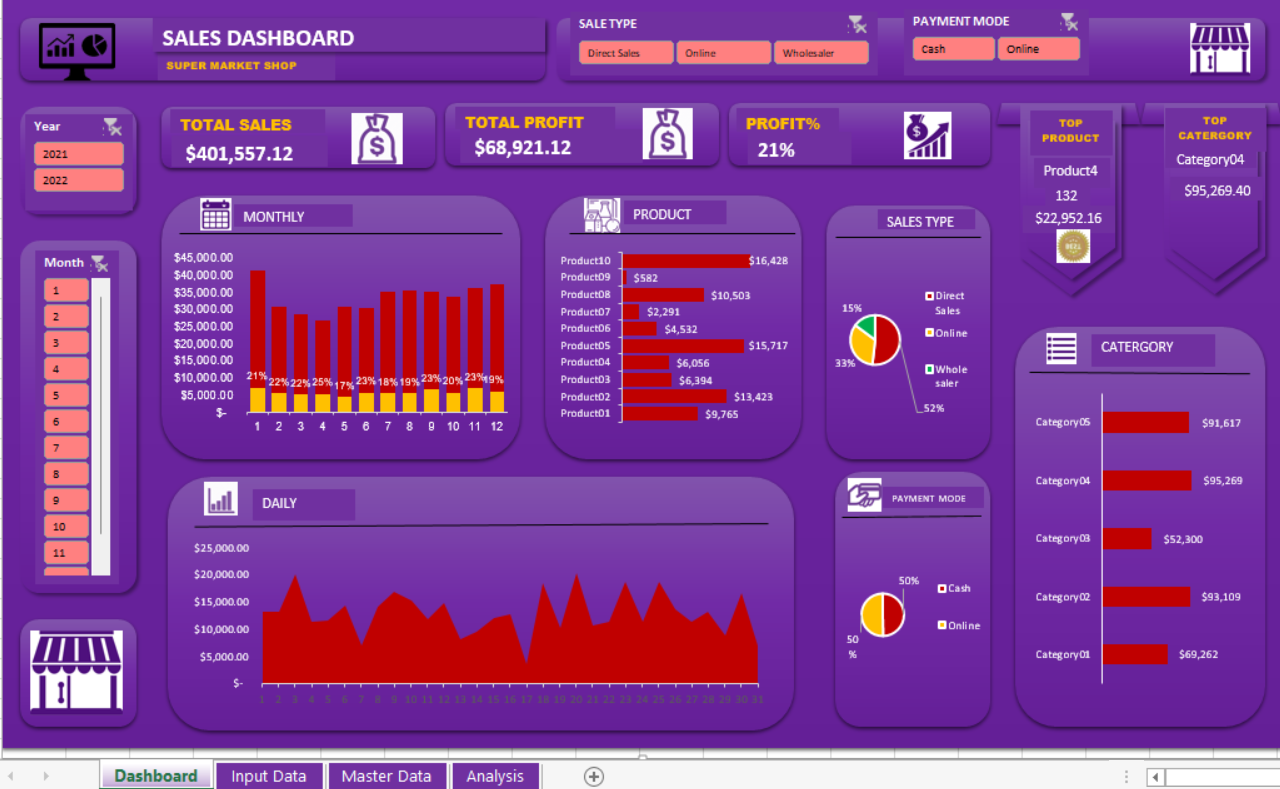 SALES DASHBOARD
SUPER MARKET SHOP
SALE TYPE
Direct Sales
Online
Wholesaler
PAYMENT MODE
Cash
Online
Year
2021
2022
TOTAL SALES
$401,557.12
TOTAL PROFIT
$68,921.12
PROFIT%
21%
TOP
PRODUCT
Product4
132
$22,952.16
TOP
CATERGORY
Category04
$95,269.40
Month
1
2
3
4
5
6
7
8
9
10
11
MONTHLY
$45,000.00
$40,000.00
$35,000.00
$30,000.00
$25,000.00
$20,000.00
$15,000.00
$10,000.00
$5,000.00
$-
21% 22% 22% 25% 17% 23% 18% 19% 23% 20% 23% 19%
1 2 3 4 5 6 7 8 9 10 11 12
PRODUCT
Product10 $16,428
Product09 $582
Product08 $10,503
Product07 $2,291
Product06 $4,532
Product05 $15,717
Product04 $6,056
Product03 $6,394
Product02 $13,423
Product01 $9,765
SALES TYPE
15%
33%
52%
Direct
Sales
Online
Whole
saler
DAILY
$25,000.00
$20,000.00
$15,000.00
$10,000.00
$5,000.00
$-
1 2 3 4 5 6 7 8 9 10 11 12 13 14 15 16 17 18 19 20 21 22 23 24 25 26 27 28 29 30 31
PAYMENT MODE
50%
50
%
Cash
Online
CATERGORY
Category05 $91,617
Category04 $95,269
Category03 $52,300
Category02 $93,109
Category01 $69,262
Dashboard
Input Data
Master Data
Analysis